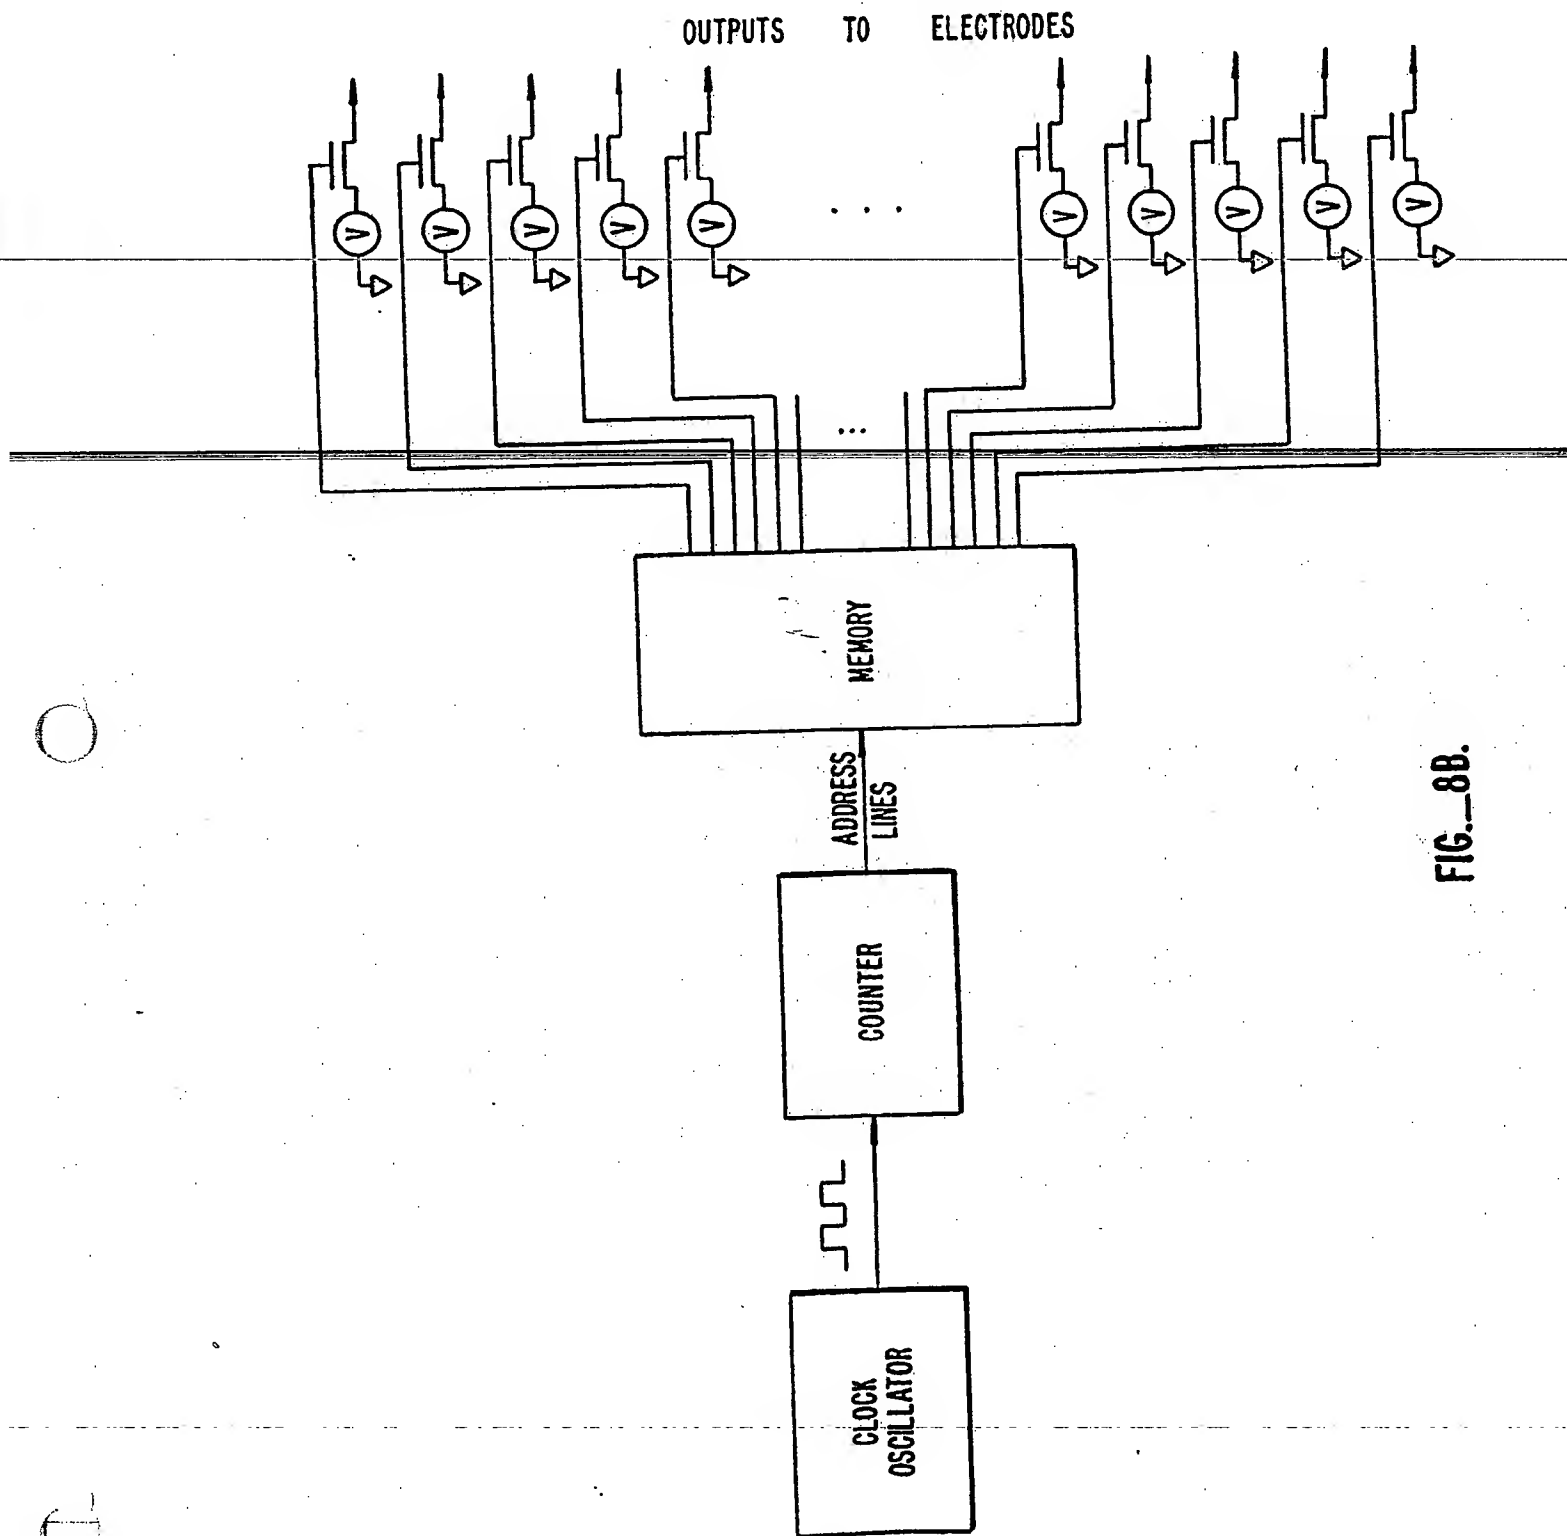 OUTPUTS TO ELECTRODES
V V V V V V V V V V
. . .
...
MEMORY
ADDRESS
LINES
COUNTER
CLOCK
OSCILLATOR
FIG._8B.